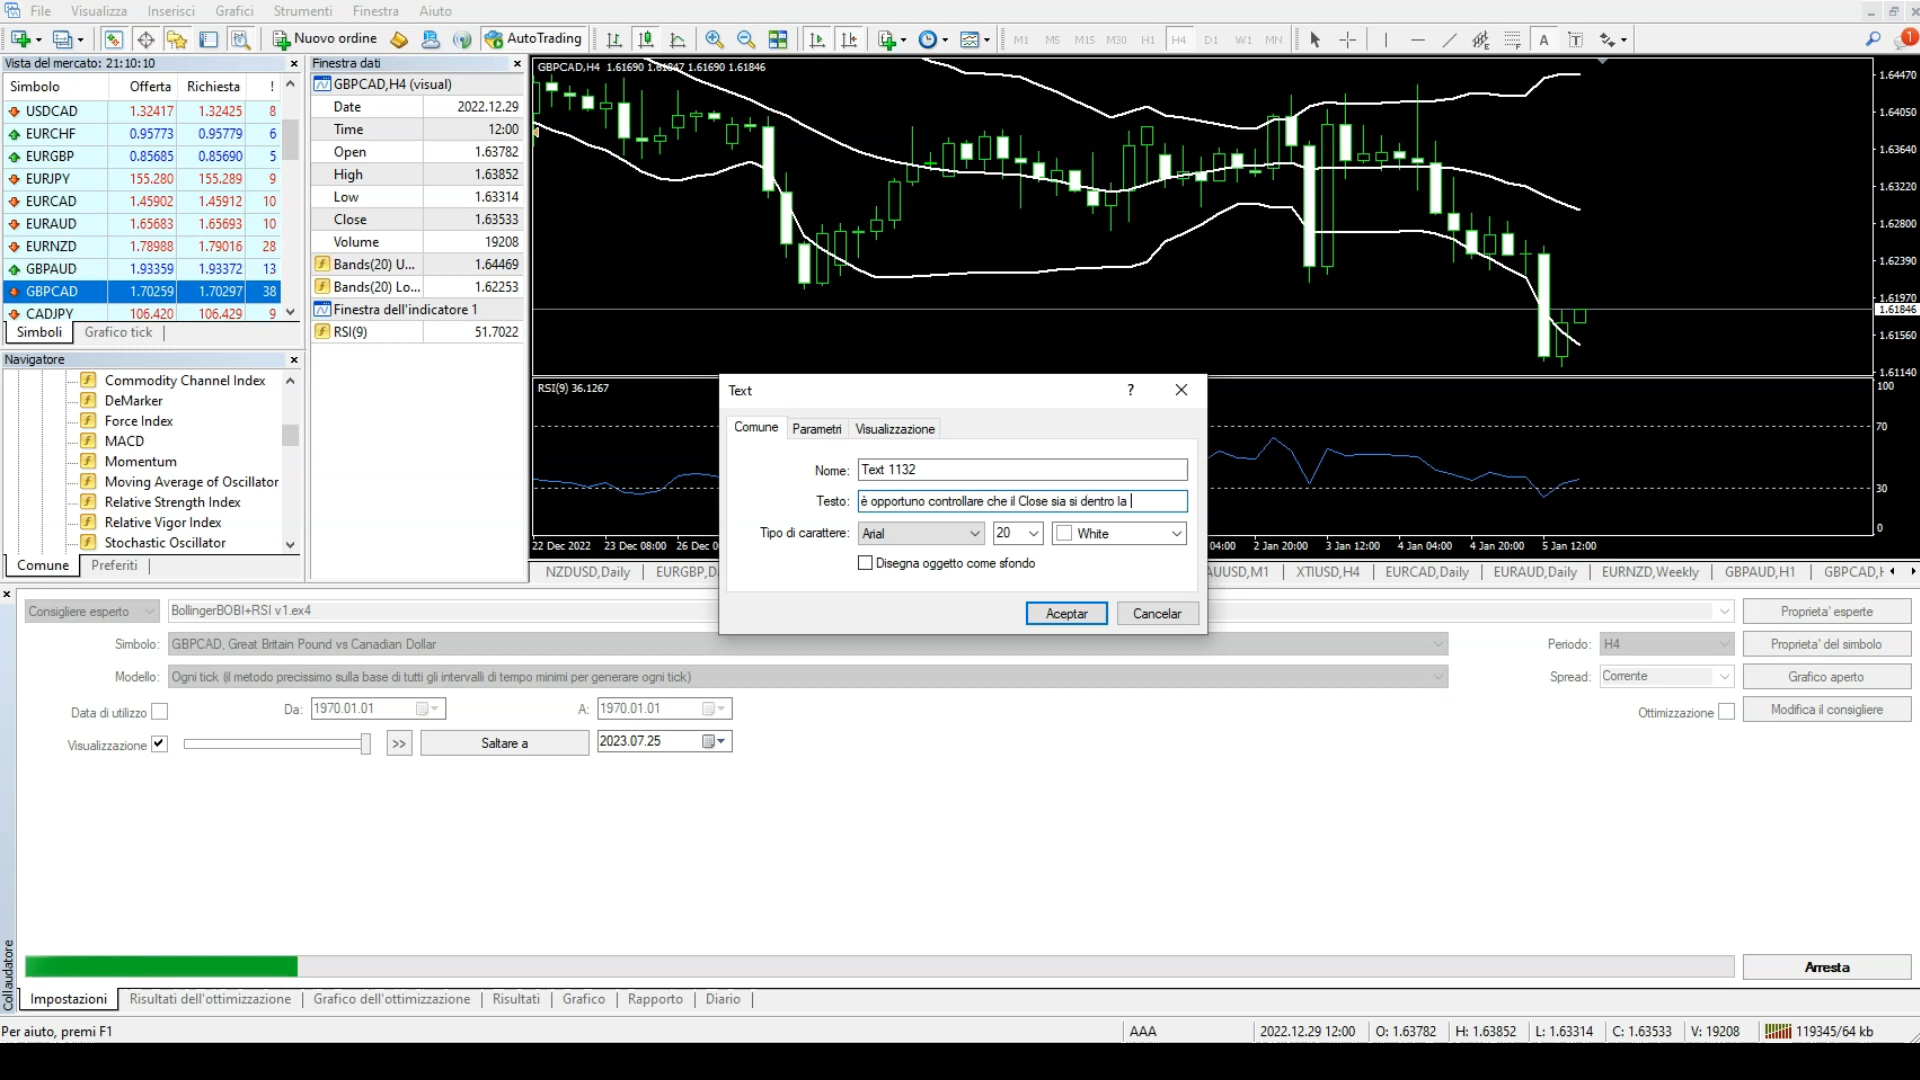 File Visualizza Inserisci Grafici Strumenti Finestra Aiuto
Nuovo ordine AutoTrading M1 M5 M15 M30 H1 H4 D1 W1 MN A T 1
Vista del mercato: 21:10:10
Simbolo Offerta Richiesta !
USDCAD 1.32417 1.32425 8
EURCHF 0.95773 0.95779 6
EURGBP 0.85685 0.85690 5
EURJPY 155.280 155.289 9
EURCAD 1.45902 1.45912 10
EURAUD 1.65683 1.65693 10
EURNZD 1.78988 1.79016 28
GBPAUD 1.93359 1.93372 13
GBPCAD 1.70259 1.70297 38
CADJPY 106.420 106.429 9
Simboli Grafico tick
Navigatore
Commodity Channel Index
DeMarker
Force Index
MACD
Momentum
Moving Average of Oscillator
Relative Strength Index
Relative Vigor Index
Stochastic Oscillator
Comune Preferiti
Finestra dati
GBPCAD,H4 (visual)
Date 2022.12.29
Time 12:00
Open 1.63782
High 1.63852
Low 1.63314
Close 1.63533
Volume 19208
Bands(20) U... 1.64469
Bands(20) Lo... 1.62253
Finestra dell'indicatore 1
RSI(9) 51.7022
GBPCAD,H4 1.61690 1.61847 1.61690 1.61846
1.64470
1.64050
1.63640
1.63220
1.62800
1.62390
1.61970
1.61846
1.61560
1.61140
RSI(9) 36.1267
100
70
30
0
22 Dec 2022 23 Dec 08:00 26 Dec 04:00 2 Jan 20:00 3 Jan 12:00 4 Jan 04:00 4 Jan 20:00 5 Jan 12:00
NZDUSD,Daily XTIUSD,H4 EURCAD,Daily EURAUD,Daily EURNZD,Weekly GBPAUD,H1
Text ?
Comune Parametri Visualizzazione
Nome: Text 1132
Testo: è opportuno controllare che il Close sia si dentro la
Tipo di carattere: Arial 20 White
Disegna oggetto come sfondo
Aceptar Cancelar
Consigliere esperto BollingerBOBI+RSI v1.ex4 Proprieta' esperte
Simbolo: GBPCAD, Great Britain Pound vs Canadian Dollar Periodo: H4 Proprieta' del simbolo
Modello: Ogni tick (il metodo precissimo sulla base di tutti gli intervalli di tempo minimi per generare ogni tick) Spread: Corrente Grafico aperto
Data di utilizzo Da: 1970.01.01 A: 1970.01.01 Ottimizzazione Modifica il consigliere
Visualizzazione >> Saltare a 2023.07.25
Arresta
Collaudatore
Impostazioni Risultati dell'ottimizzazione Grafico dell'ottimizzazione Risultati Grafico Rapporto Diario
Per aiuto, premi F1 AAA 2022.12.29 12:00 O: 1.63782 H: 1.63852 L: 1.63314 C: 1.63533 V: 19208 119345/64 kb